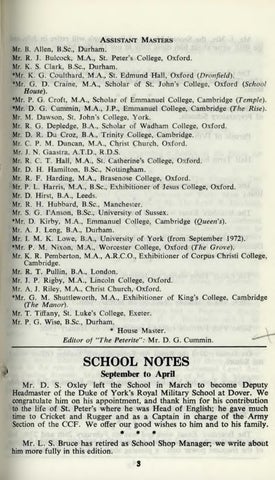 ASSISTANT MASTERS
Mr. B. Allen, B.Sc., Durham.
Mr. R. J. Bulcock, M.A., St. Peter's College, Oxford.
Mr. K. S. Clark, B.Sc., Durham.
*Mr. K. G. Coulthard, M.A., St. Edmund Hall, Oxford (Dronfield).
*Mr. G. D. Craine, M.A., Scholar of St. John's College, Oxford (School
House).
*Mr. P. G. Croft, M.A., Scholar of Emmanuel College, Cambridge (Temple).
*Mr. D. G. Cummin, M.A., J.P., Emmanuel College, Cambridge (The Rise).
Mr. M. Dawson, St. John's College, York.
Mr. R. G. Depledge, B.A., Scholar of Wadham College, Oxford.
Mr. D. R. Du Croz, B.A., Trinity College, Cambridge.
Mr. C. P. M. Duncan, M.A., Christ Church, Oxford.
Mr. J. N. Gaastra, A.T.D., R.D.S.
Mr. R. C. T. Hall, M.A., St. Catherine's College, Oxford.
Mr. D. H. Hamilton, B.Sc., Nottingham.
Mr. R. F. Harding, M.A., Brasenose College, Oxford.
Mr. P. L. Harris, M.A., B.Sc., Exhibitioner of Jesus College, Oxford.
Mr. D. Hirst, B.A., Leeds.
Mr. R. H. Hubbard, B.Sc., Manchester.
Mr. S. G. I'Anson, B.Sc., University of Sussex.
*Mr. D. Kirby, M.A., Emmanuel College, Cambridge (Queen's).
Mr. A. J. Leng, B.A., Durham.
Mr. I. M. K. Lowe, B.A., University of York (from September 1972).
*Mr. P. M. Nixon, M.A., Worcester College, Oxford (The Grove).
Mr. K. R. Pemberton, M.A., A.R.C.O., Exhibitioner of Corpus Christi College,
Cambridge.
Mr. R. T. Pullin, B.A., London.
Mr. J. P. Rigby, M.A., Lincoln College, Oxford.
Mr. A. J. Riley, M.A., Christ Church, Oxford.
*Mr. G. M. Shuttleworth, M.A., Exhibitioner of King's College, Cambridge
(The Manor).
Mr. T. Tiffany, St. Luke's College, Exeter.
Mr. P. G. Wise, B.Sc., Durham.
* House Master.
Editor of "The Peterite": Mr. D. G. Cummin.
SCHOOL NOTES
September to April
Mr. D. S. Oxley left the School in March to become Deputy
Headmaster of the Duke of York's Royal Military School at Dover. We
congratulate him on his appointment, and thank him for his contribution
to the life of St. Peter's where he was Head of English; he gave much
time to Cricket and Rugger and as a Captain in charge of the Army
Section of the CCF. We offer our good wishes to him and to his family.
* * *
Mr. L. S. Bruce has retired as School Shop Manager; we write about
him more fully in this edition.
3